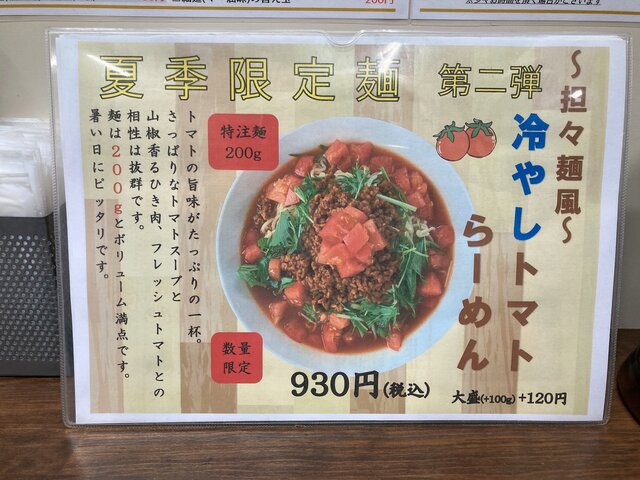 夏季限定麺 第二弾
～担々麺風～
冷やしトマト
らーめん
特注麺
200g
トマトの旨味がたっぷりの一杯。
さっぱりなトマトスープと
山椒香るひき肉、フレッシュトマトとの
相性は抜群です。
麺は200gとボリューム満点です。
暑い日にピッタリです。
数量
限定
930円(税込)
大盛(+100g) +120円